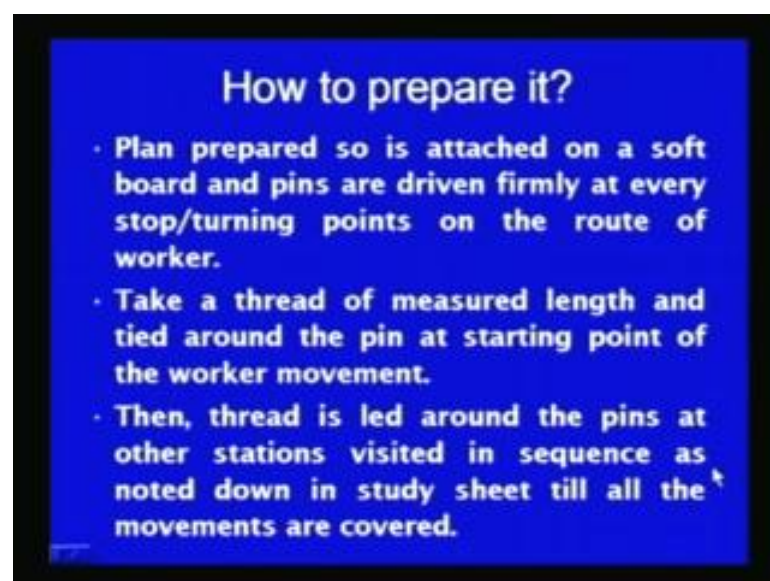 How to prepare it?
• Plan prepared so is attached on a soft
board and pins are driven firmly at every
stop/turning points on the route of
worker.
• Take a thread of measured length and
tied around the pin at starting point of
the worker movement.
• Then, thread is led around the pins at
other stations visited in sequence as
noted down in study sheet till all the
movements are covered.